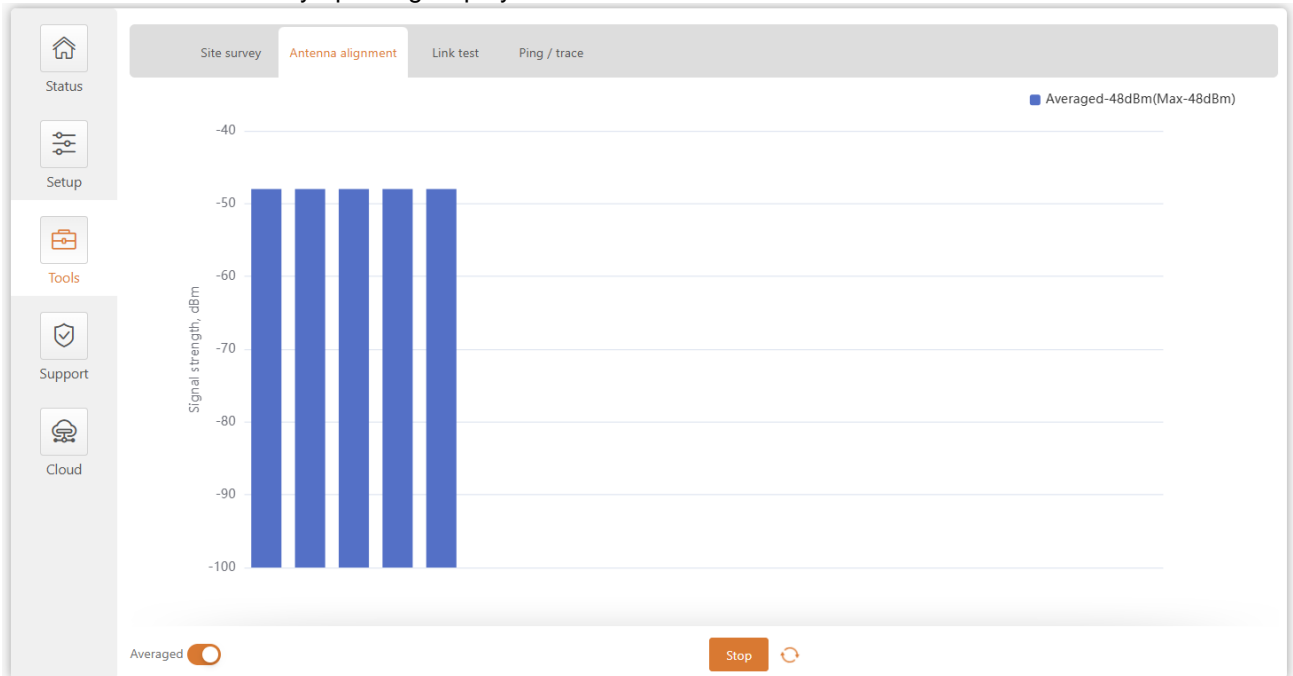 Status
Setup
Tools
Support
Cloud
Site survey Antenna alignment Link test Ping / trace
Averaged-48dBm(Max-48dBm)
Signal strength, dBm
-40
-50
-60
-70
-80
-90
-100
Averaged Stop